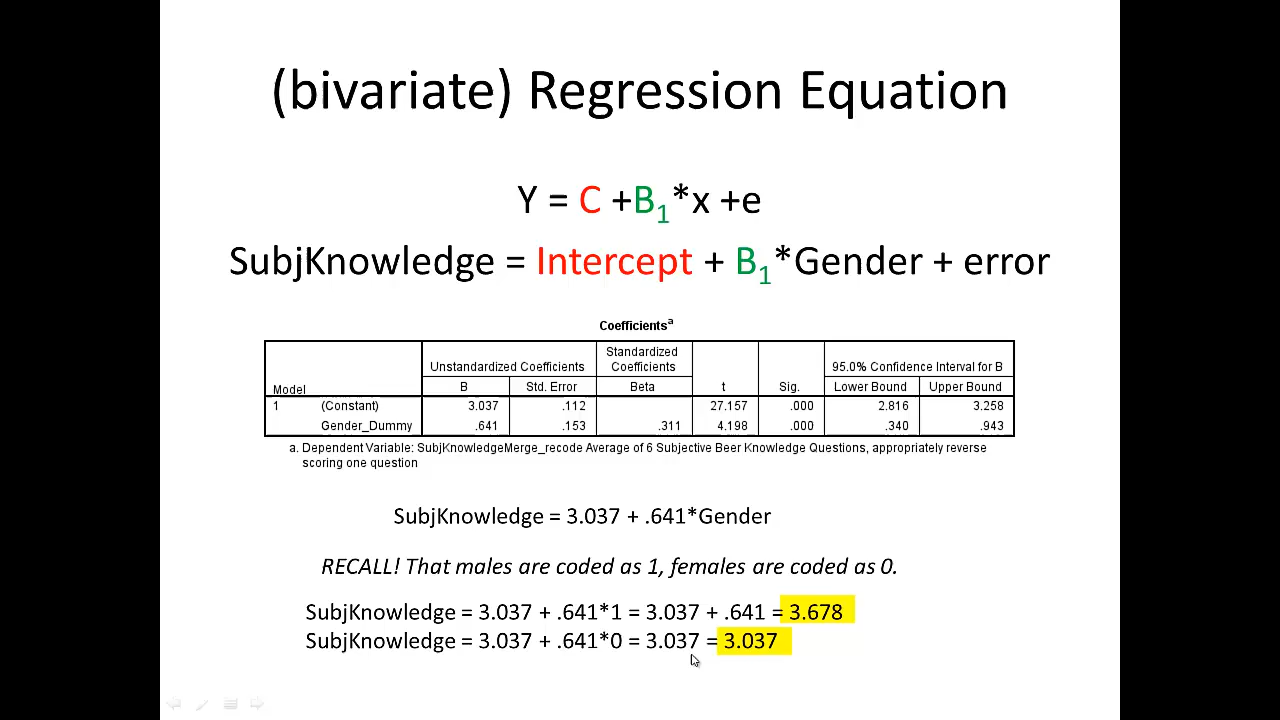 (bivariate) Regression Equation
Y = C +B₁*x +e
SubjKnowledge = Intercept + B₁*Gender + error
Coefficientsᵃ
Model Unstandardized Coefficients Standardized Coefficients t Sig. 95.0% Confidence Interval for B
B Std. Error Beta Lower Bound Upper Bound
1 (Constant) 3.037 .112 27.157 .000 2.816 3.258
Gender_Dummy .641 .153 .311 4.198 .000 .340 .943
a. Dependent Variable: SubjKnowledgeMerge_recode Average of 6 Subjective Beer Knowledge Questions, appropriately reverse
scoring one question
SubjKnowledge = 3.037 + .641*Gender
RECALL! That males are coded as 1, females are coded as 0.
SubjKnowledge = 3.037 + .641*1 = 3.037 + .641 = 3.678
SubjKnowledge = 3.037 + .641*0 = 3.037 = 3.037